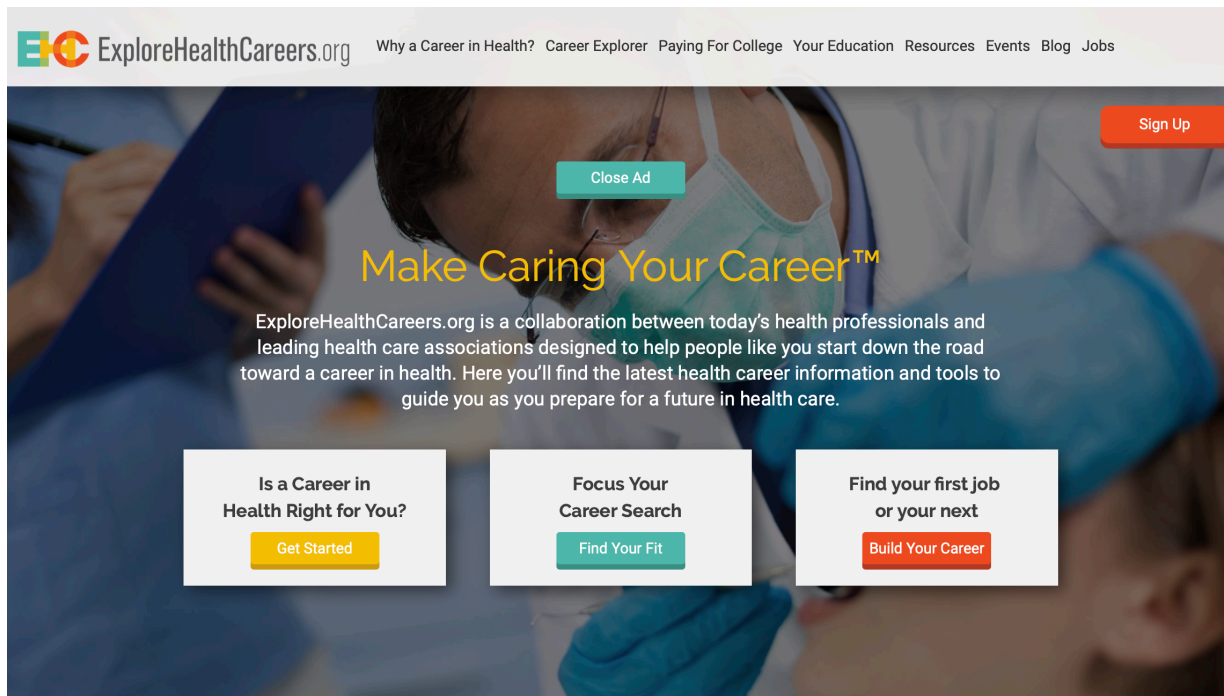 EHC ExploreHealthCareers.org
Why a Career in Health? Career Explorer Paying For College Your Education Resources Events Blog Jobs
Sign Up
Close Ad
Make Caring Your Career™
ExploreHealthCareers.org is a collaboration between today’s health professionals and
leading health care associations designed to help people like you start down the road
toward a career in health. Here you’ll find the latest health career information and tools to
guide you as you prepare for a future in health care.
Is a Career in
Health Right for You?
Get Started
Focus Your
Career Search
Find Your Fit
Find your first job
or your next
Build Your Career